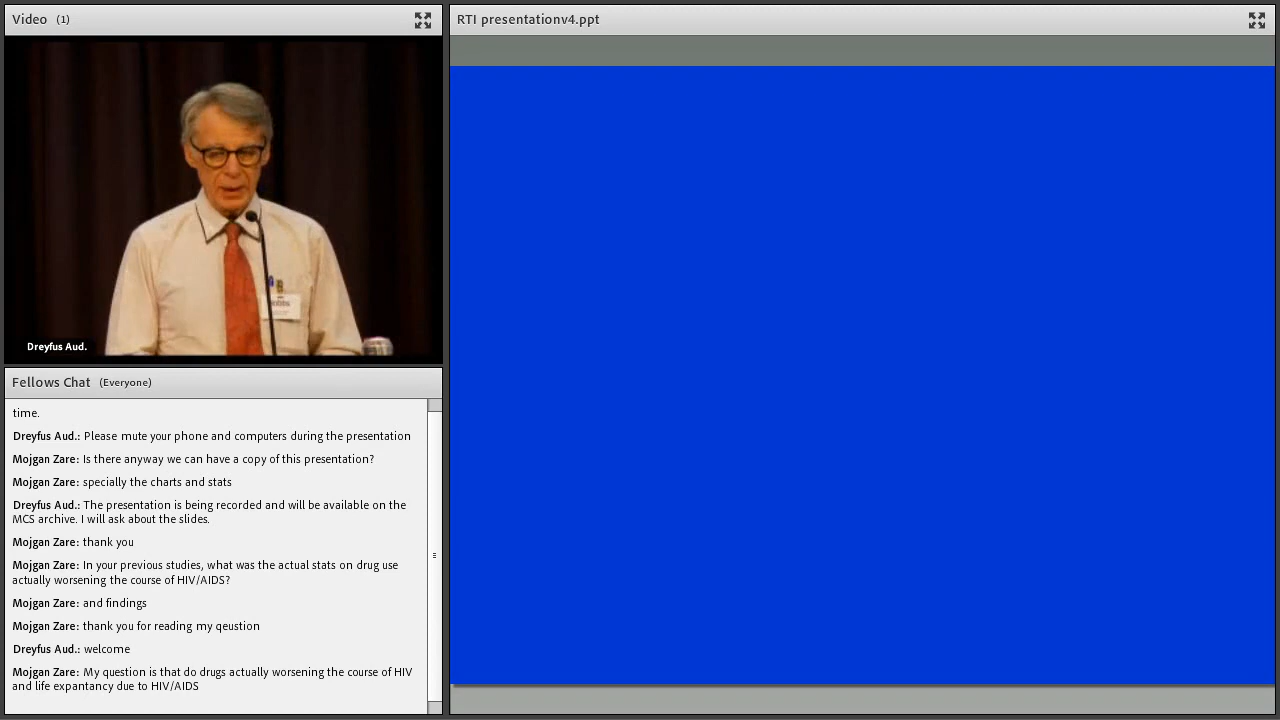 Video (1)
RTI presentationv4.ppt
Dreyfus Aud.
Fellows Chat (Everyone)
time.
Dreyfus Aud.: Please mute your phone and computers during the presentation
Mojgan Zare: Is there anyway we can have a copy of this presentation?
Mojgan Zare: specially the charts and stats
Dreyfus Aud.: The presentation is being recorded and will be available on the
MCS archive. I will ask about the slides.
Mojgan Zare: thank you
Mojgan Zare: In your previous studies, what was the actual stats on drug use
actually worsening the course of HIV/AIDS?
Mojgan Zare: and findings
Mojgan Zare: thank you for reading my qeustion
Dreyfus Aud.: welcome
Mojgan Zare: My question is that do drugs actually worsening the course of HIV
and life expantancy due to HIV/AIDS